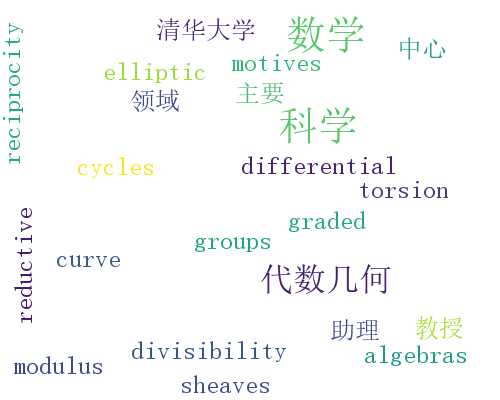 reciprocity
清华大学
数学
中心
elliptic
motives
领域
主要
科学
cycles
differential
torsion
reductive
graded
groups
curve
代数几何
助理
教授
modulus
divisibility
algebras
sheaves